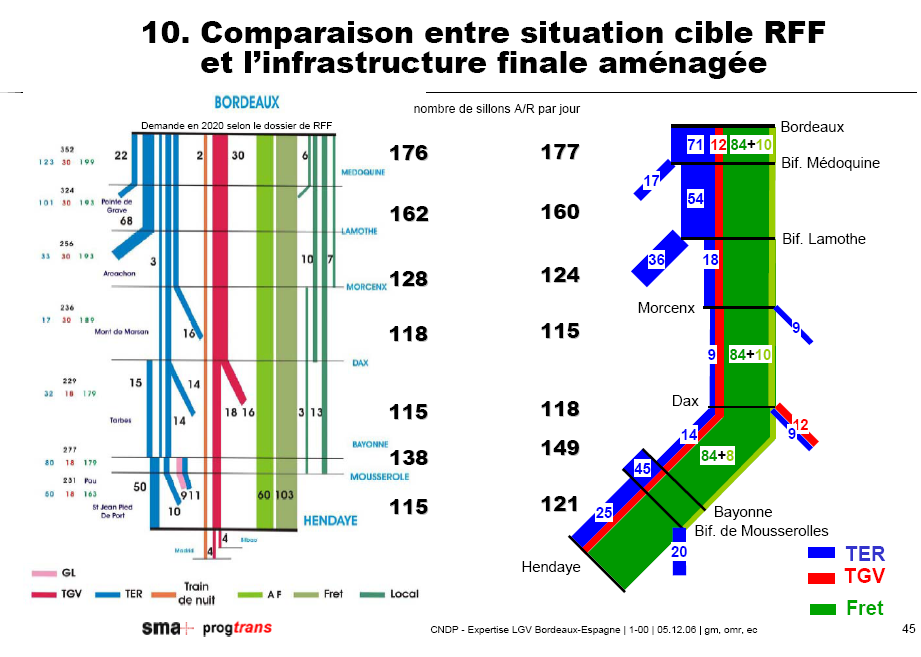 10. Comparaison entre situation cible RFF
et l’infrastructure finale aménagée
BORDEAUX
nombre de sillons A/R par jour
Demande en 2020 selon le dossier de RFF
352
123 30 199
22
2
30
6
176
MEDOQUINE
324
101 30 193
Pointe de
Grave
68
162
LAMOTHE
256
33 30 193
3
Arcachon
10
7
128
MORCENX
236
17 30 189
Mont de Marsan
16
118
DAX
229
32 18 179
15
14
14
18 16
3 13
115
Tarbes
BAYONNE
277
80 18 179
138
MOUSSEROLE
231 Pau
50 18 163
50
911
60 103
St Jean Pied
De Port
10
115
HENDAYE
4
Bilbao
Madrid
4
GL
TGV
TER
Train
de nuit
AF
Fret
Local
177
71 12 84+10
Bordeaux
Bif. Médoquine
17
160
54
Bif. Lamothe
124
36
18
Morcenx
115
9
9
84+10
118
Dax
12
9
149
14
84+8
45
121
25
Bayonne
Bif. de Mousserolles
20
Hendaye
TER
TGV
Fret
sma+ progtrans
CNDP - Expertise LGV Bordeaux-Espagne | 1-00 | 05.12.06 | gm, omr, ec
45